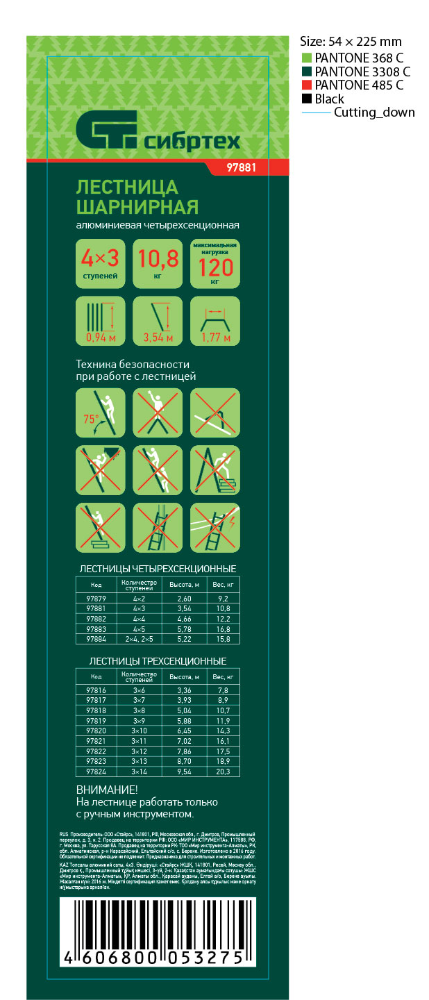 Size: 54 × 225 mm
PANTONE 368 C
PANTONE 3308 C
PANTONE 485 C
Black
Cutting_down
сибртех
97881
ЛЕСТНИЦА
ШАРНИРНАЯ
алюминиевая четырехсекционная
4×3
ступеней
10,8
кг
максимальная
нагрузка
120
кг
0,94 м
3,54 м
1,77 м
Техника безопасности
при работе с лестницей
75°
ЛЕСТНИЦЫ ЧЕТЫРЕХСЕКЦИОННЫЕ
Код Количество ступеней Высота, м Вес, кг
97879 4×2 2,60 9,2
97881 4×3 3,54 10,8
97882 4×4 4,66 12,2
97883 4×5 5,78 16,8
97884 2×4, 2×5 5,22 15,8
ЛЕСТНИЦЫ ТРЕХСЕКЦИОННЫЕ
Код Количество ступеней Высота, м Вес, кг
97816 3×6 3,36 7,8
97817 3×7 3,93 8,9
97818 3×8 5,04 10,7
97819 3×9 5,88 11,9
97820 3×10 6,45 14,3
97821 3×11 7,02 16,1
97822 3×12 7,86 17,5
97823 3×13 8,70 18,9
97824 3×14 9,54 20,3
ВНИМАНИЕ!
На лестнице работать только
с ручным инструментом.
RUS Производитель: ООО «Стайрс», 141801, РФ, Московская обл., г. Дмитров, Промышленный
переулок, д. 3, к. 2. Продавец на территории РФ: ООО «МИР ИНСТРУМЕНТА», 117588, РФ,
г. Москва, ул. Тарусская 8А. Продавец на территории РК: ТОО «Мир инструмента-Алматы», РК,
обл. Алматинская, р-н Карасайский, Ельтайский с/о, с. Береке. Изготовлено в 2016 году.
Обязательной сертификации не подлежит. Предназначена для строительных и монтажных работ.
KAZ Топсалы алюминий саты, 4x3. Өндіруші: «Стайрс» ЖШҚ, 141801, Ресей, Мәскеу обл.,
Дмитров қ., Промышленный тұйық көшесі, 3-үй, 2-к. Қазақстан аумағындағы сатушы: ЖШС
«Мир инструмента-Алматы», ҚР, Алматы обл., Қарасай ауданы, Елтай а/о, Береке ауылы.
Жасалған күні: 2016 ж. Міндетті сертификация қажет емес. Қолдану аясы құрылыс және орнату
жұмыстарына арналған.
4 606800 053275